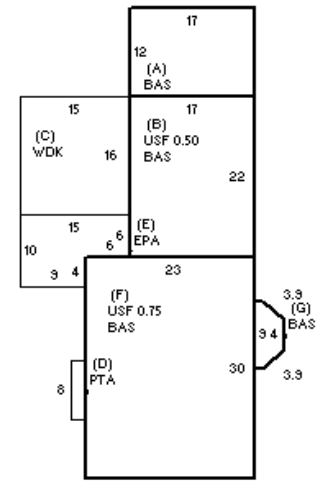 17
12
(A)
BAS
15
17
(C)
WDK
(B)
USF 0.50
BAS
16
22
15
(E)
EPA
6
6
10
9
4
23
(F)
USF 0.75
BAS
3.9
(G)
BAS
9
4
3.9
(D)
PTA
8
30